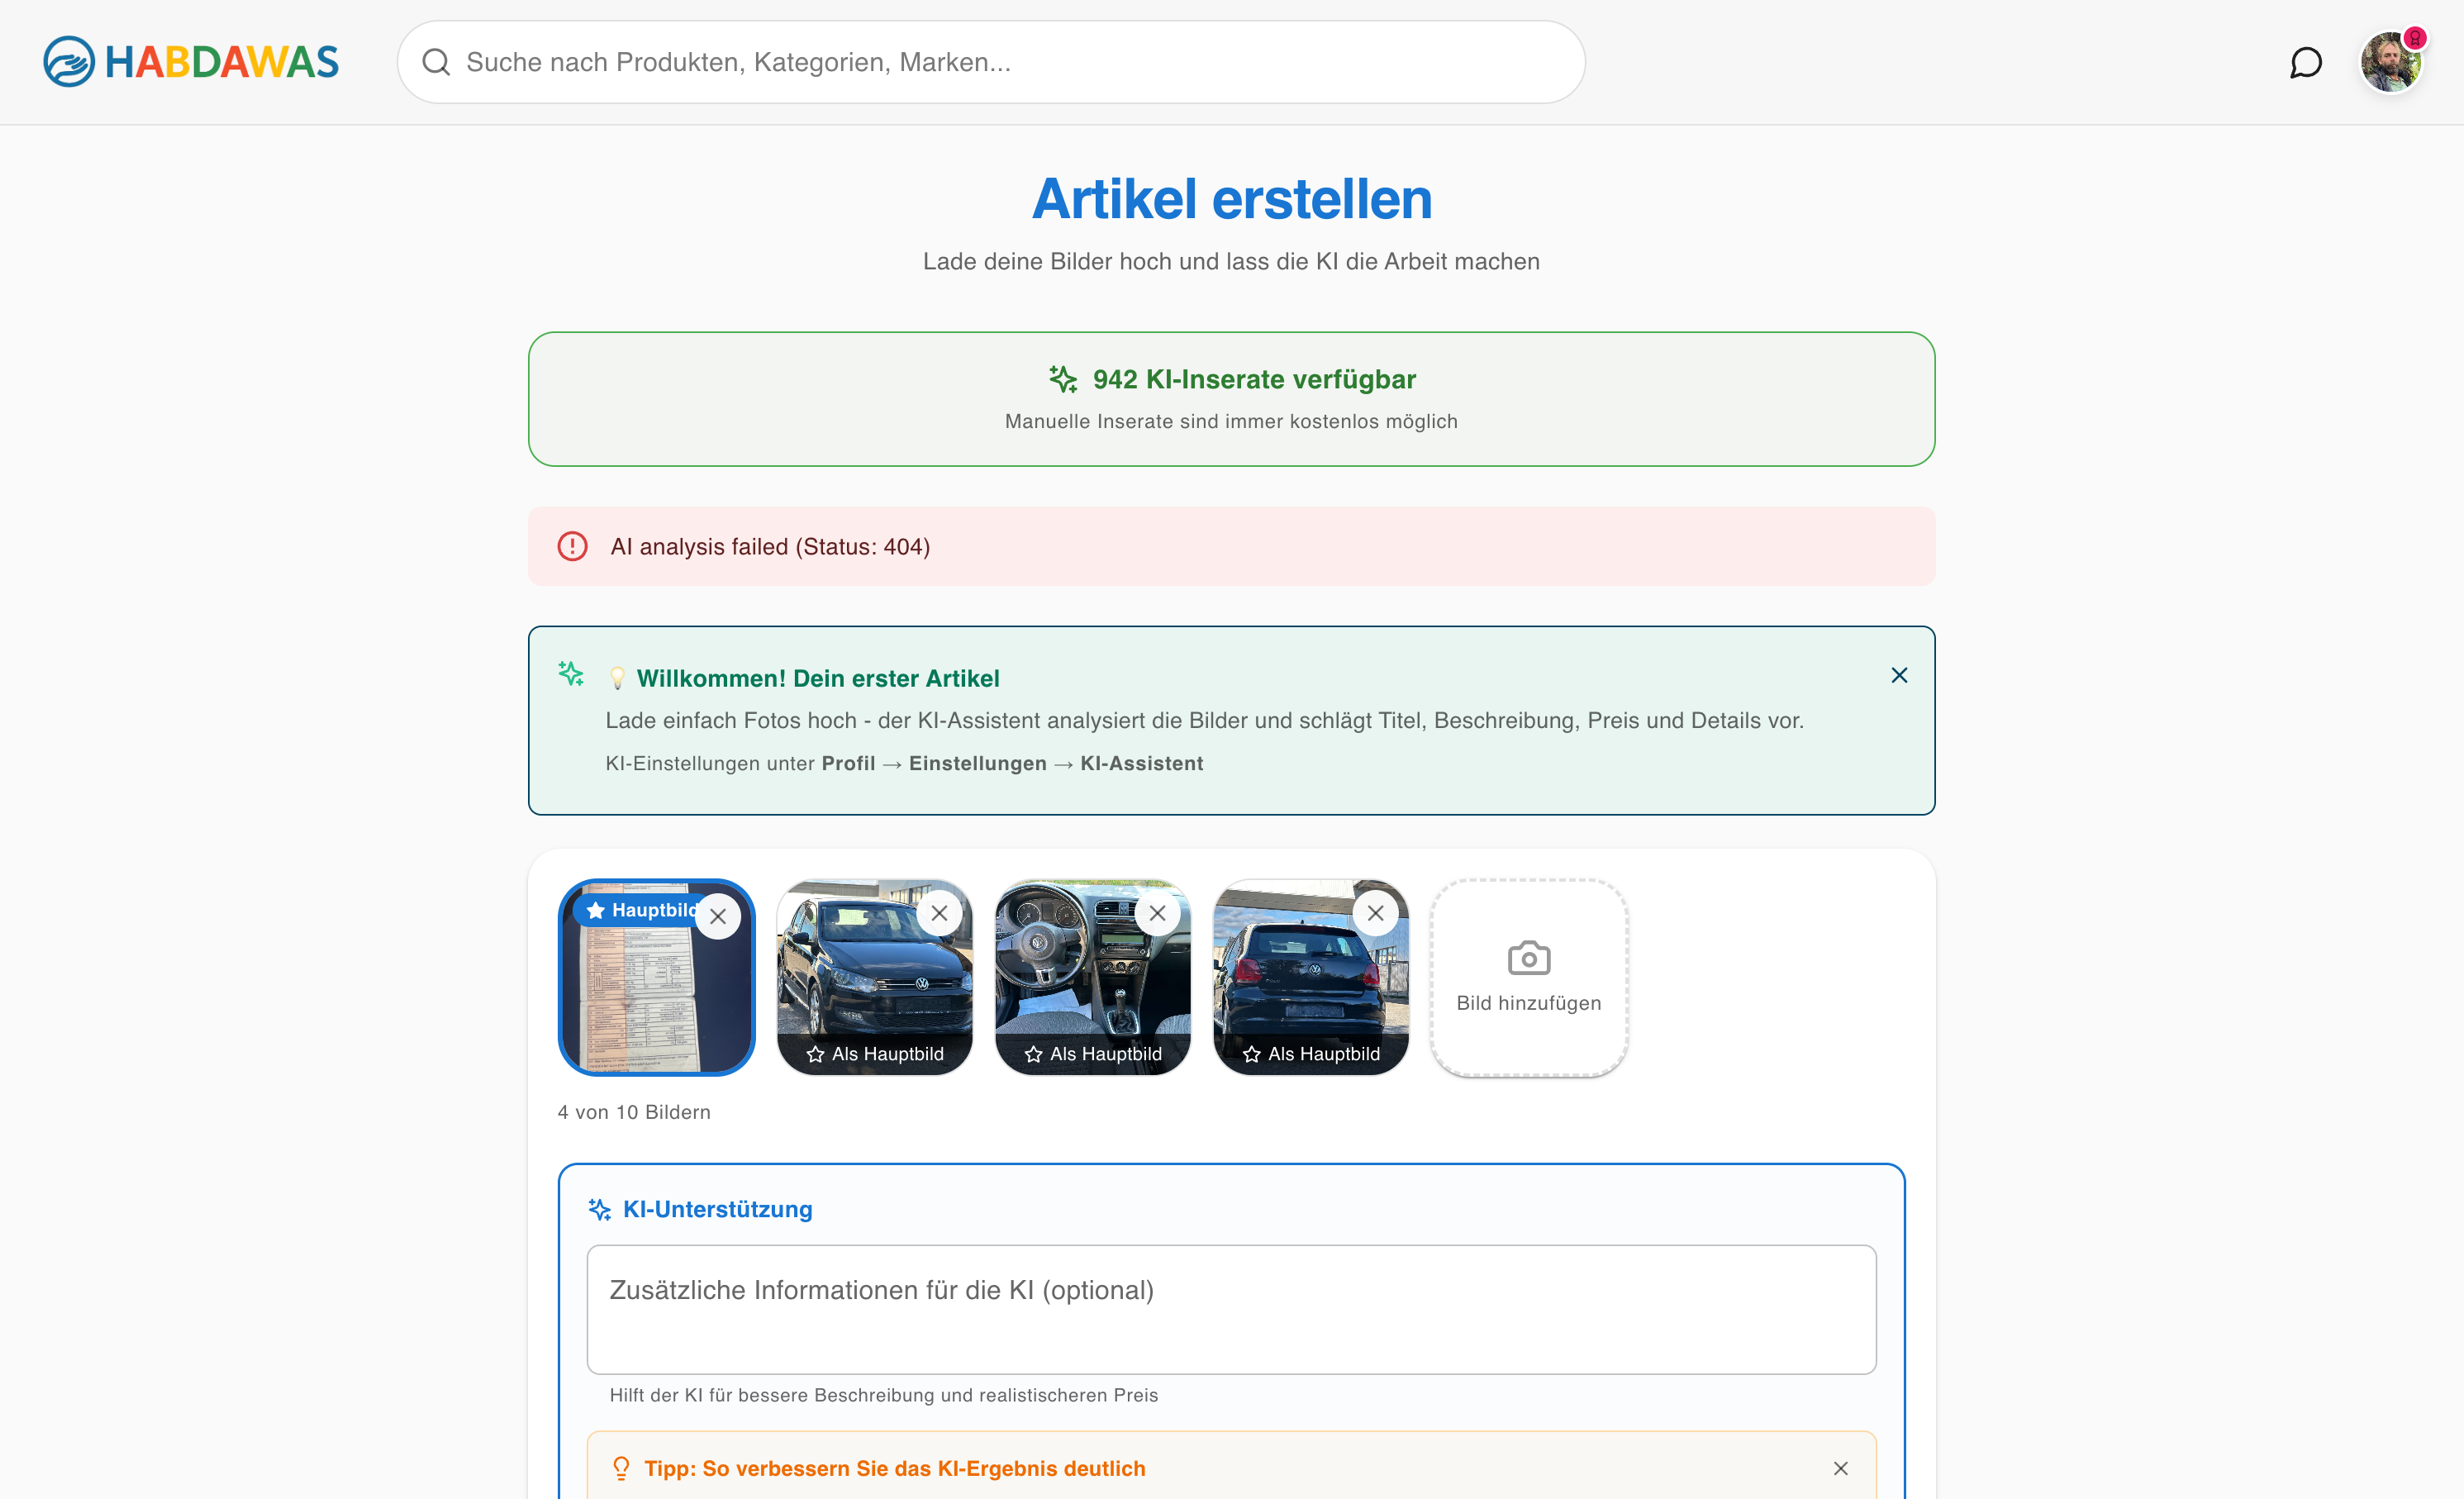 HABDAWAS
Suche nach Produkten, Kategorien, Marken...
Artikel erstellen
Lade deine Bilder hoch und lass die KI die Arbeit machen
942 KI-Inserate verfügbar
Manuelle Inserate sind immer kostenlos möglich
AI analysis failed (Status: 404)
💡 Willkommen! Dein erster Artikel
Lade einfach Fotos hoch - der KI-Assistent analysiert die Bilder und schlägt Titel, Beschreibung, Preis und Details vor.
KI-Einstellungen unter Profil → Einstellungen → KI-Assistent
Hauptbild
Als Hauptbild
Als Hauptbild
Als Hauptbild
Bild hinzufügen
4 von 10 Bildern
KI-Unterstützung
Zusätzliche Informationen für die KI (optional)
Hilft der KI für bessere Beschreibung und realistischeren Preis
Tipp: So verbessern Sie das KI-Ergebnis deutlich